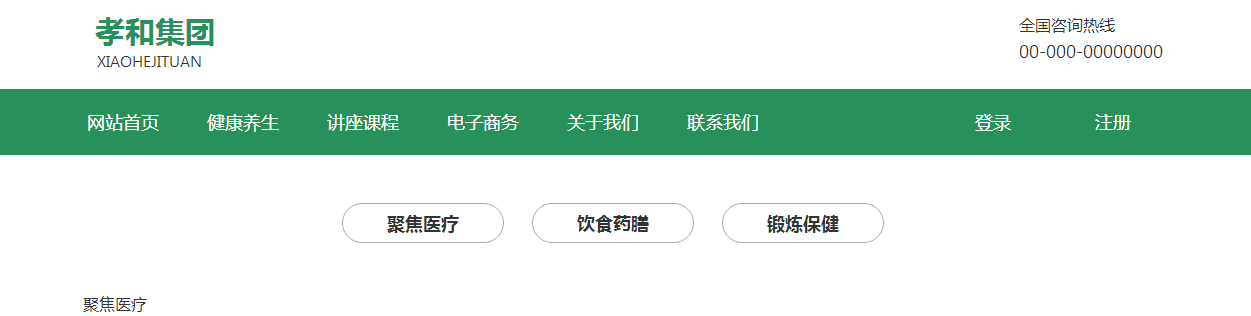 孝和集团
XIAOHEJITUAN
全国咨询热线
00-000-00000000
网站首页 健康养生 讲座课程 电子商务 关于我们 联系我们 登录 注册
聚焦医疗 饮食药膳 锻炼保健
聚焦医疗